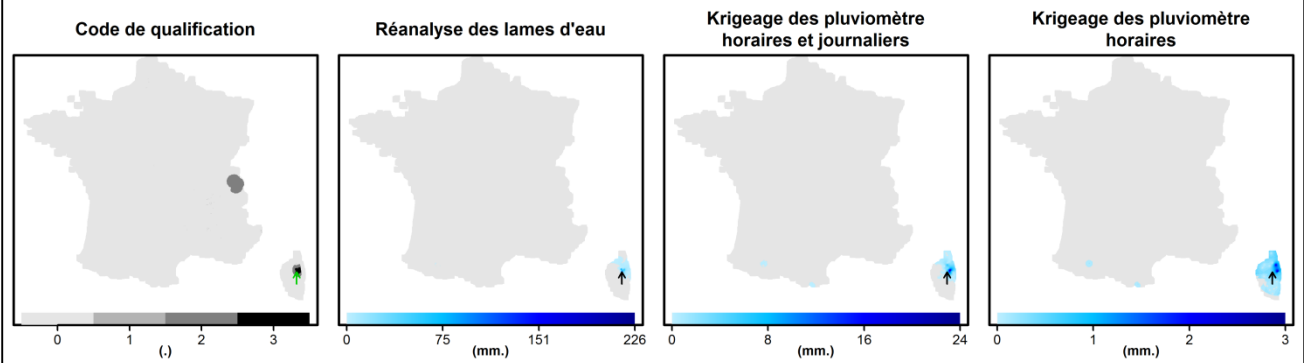 Code de qualification
0 1 2 3
(.)
Réanalyse des lames d'eau
0 75 151 226
(mm.)
Krigeage des pluviomètre
horaires et journaliers
0 8 16 24
(mm.)
Krigeage des pluviomètre
horaires
0 1 2 3
(mm.)